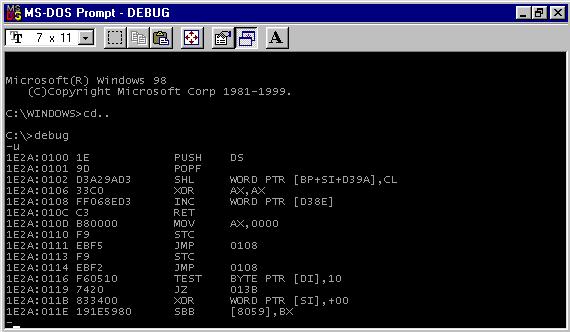 MS-DOS Prompt - DEBUG
7 x 11
A
Microsoft(R) Windows 98
(C)Copyright Microsoft Corp 1981-1999.
C:\WINDOWS>cd..
C:\>debug
-u
1E2A:0100 1E PUSH DS
1E2A:0101 9D POPF
1E2A:0102 D3A29AD3 SHL WORD PTR [BP+SI+D39A],CL
1E2A:0106 33C0 XOR AX,AX
1E2A:0108 FF068ED3 INC WORD PTR [D38E]
1E2A:010C C3 RET
1E2A:010D B80000 MOV AX,0000
1E2A:0110 F9 STC
1E2A:0111 EBF5 JMP 0108
1E2A:0113 F9 STC
1E2A:0114 EBF2 JMP 0108
1E2A:0116 F60510 TEST BYTE PTR [DI],10
1E2A:0119 7420 JZ 013B
1E2A:011B 833400 XOR WORD PTR [SI],+00
1E2A:011E 191E5980 SBB [8059],BX
-